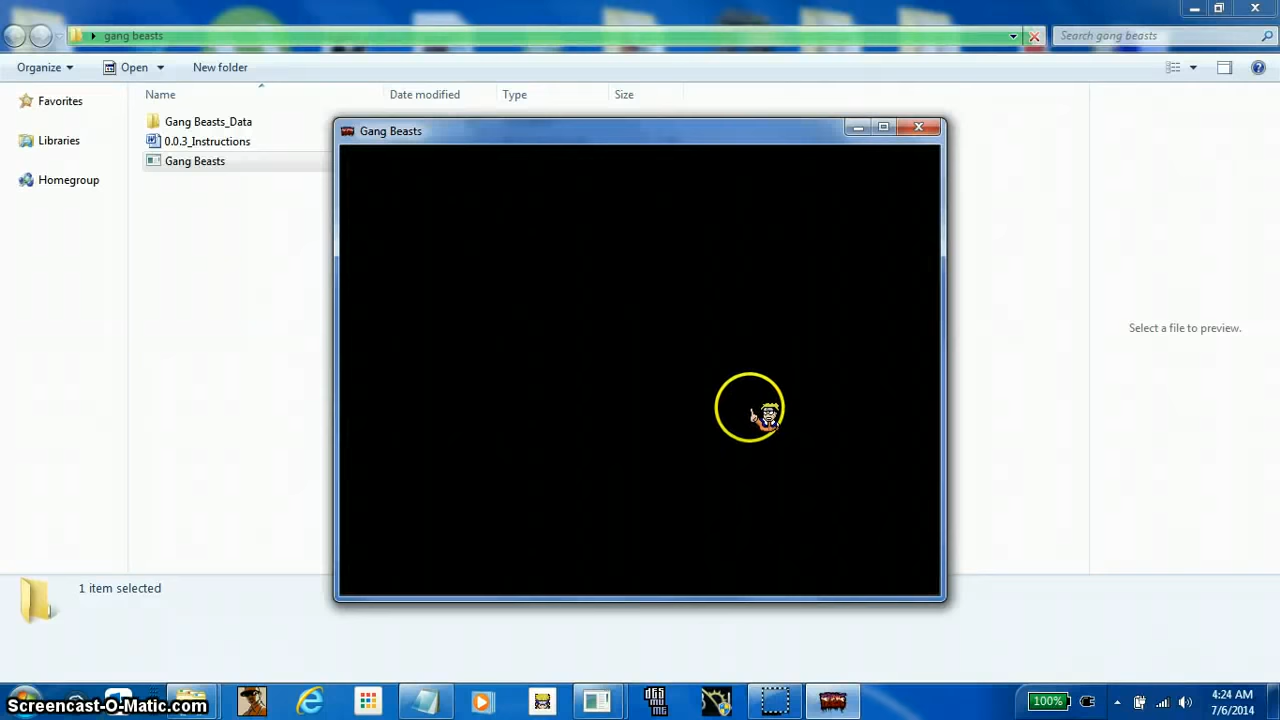 gang beasts
Search gang beasts
Organize
Open
New folder
Name
Date modified
Type
Size
Favorites
Libraries
Homegroup
Gang Beasts_Data
0.0.3_Instructions
Gang Beasts
Gang Beasts
Select a file to preview.
1 item selected
100%
4:24 AM
7/6/2014
Screencast-O-Matic.com